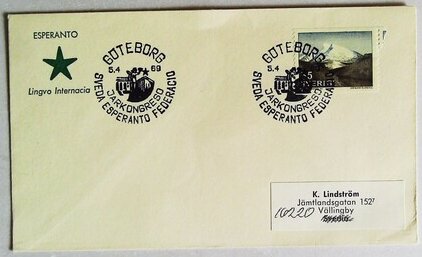 ESPERANTO
Lingvo Internacia
GÖTEBORG
5.4 69
JARKONGRESO
SVEDA ESPERANTO FEDERACIO
GÖTEBORG
5.4
JARKONGRESO
SVEDA ESPERANTO FEDERACIO
SVERIGE
K. Lindström
Jämtlandsgatan 152
16220 Vällingby